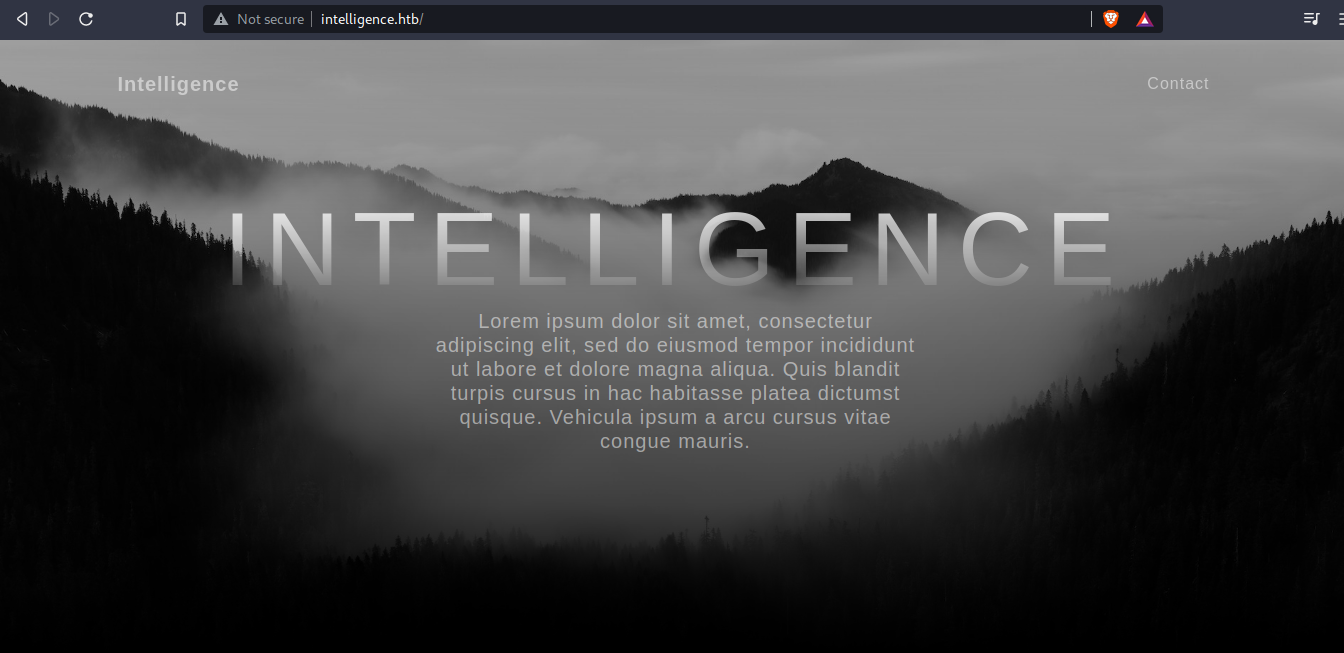 Not secure intelligence.htb/
Intelligence Contact
INTELLIGENCE
Lorem ipsum dolor sit amet, consectetur
adipiscing elit, sed do eiusmod tempor incididunt
ut labore et dolore magna aliqua. Quis blandit
turpis cursus in hac habitasse platea dictumst
quisque. Vehicula ipsum a arcu cursus vitae
congue mauris.